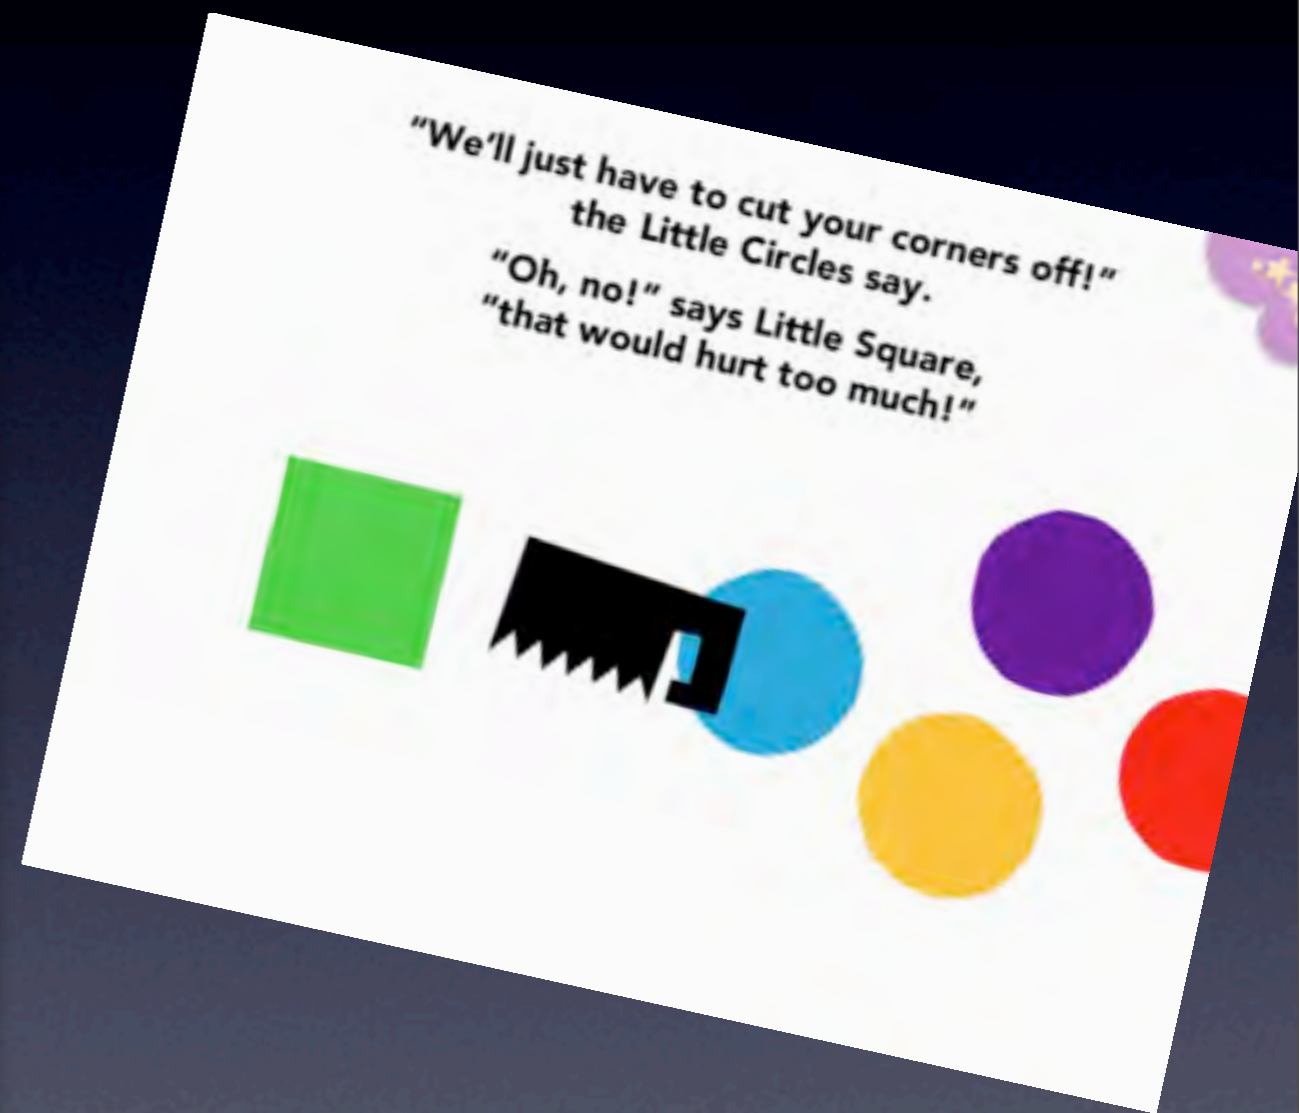 “We’ll just have to cut your corners off!”
the Little Circles say.
“Oh, no!” says Little Square,
“that would hurt too much!”